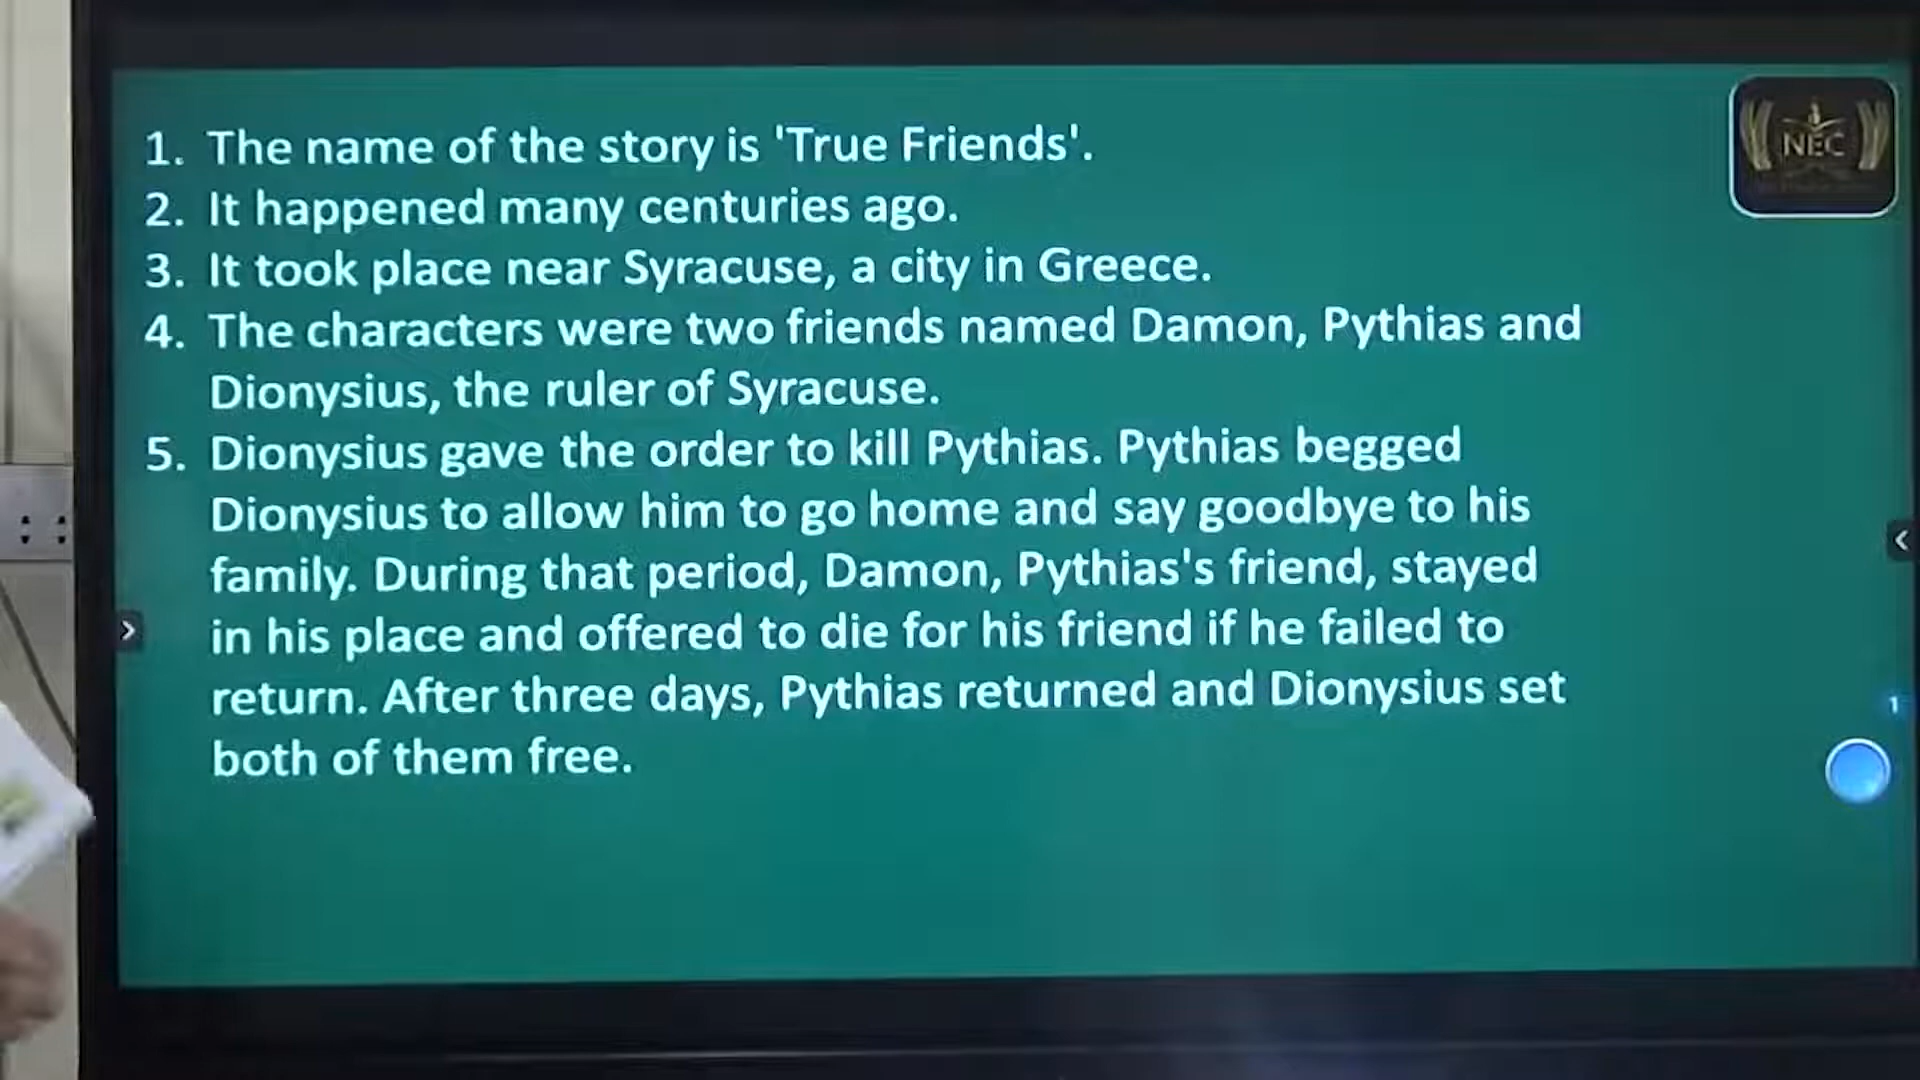 1. The name of the story is 'True Friends'.
2. It happened many centuries ago.
3. It took place near Syracuse, a city in Greece.
4. The characters were two friends named Damon, Pythias and
Dionysius, the ruler of Syracuse.
5. Dionysius gave the order to kill Pythias. Pythias begged
Dionysius to allow him to go home and say goodbye to his
family. During that period, Damon, Pythias's friend, stayed
in his place and offered to die for his friend if he failed to
return. After three days, Pythias returned and Dionysius set
both of them free.
NEC
1